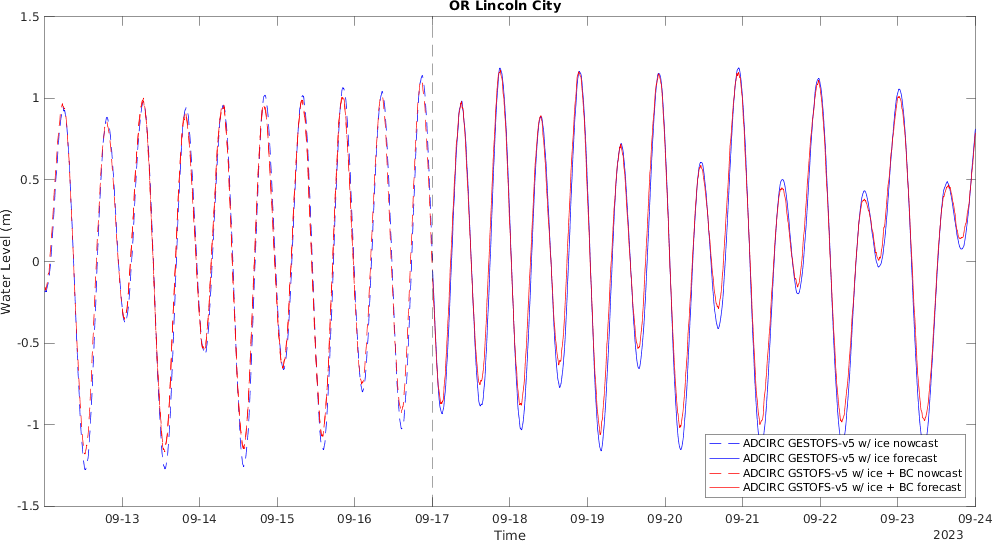 OR Lincoln City
1.5
1
0.5
0
-0.5
-1
-1.5
Water Level (m)
ADCIRC GESTOFS-v5 w/ ice nowcast
ADCIRC GESTOFS-v5 w/ ice forecast
ADCIRC GSTOFS-v5 w/ ice + BC nowcast
ADCIRC GSTOFS-v5 w/ ice + BC forecast
09-13 09-14 09-15 09-16 09-17 09-18 09-19 09-20 09-21 09-22 09-23 09-24
Time
2023